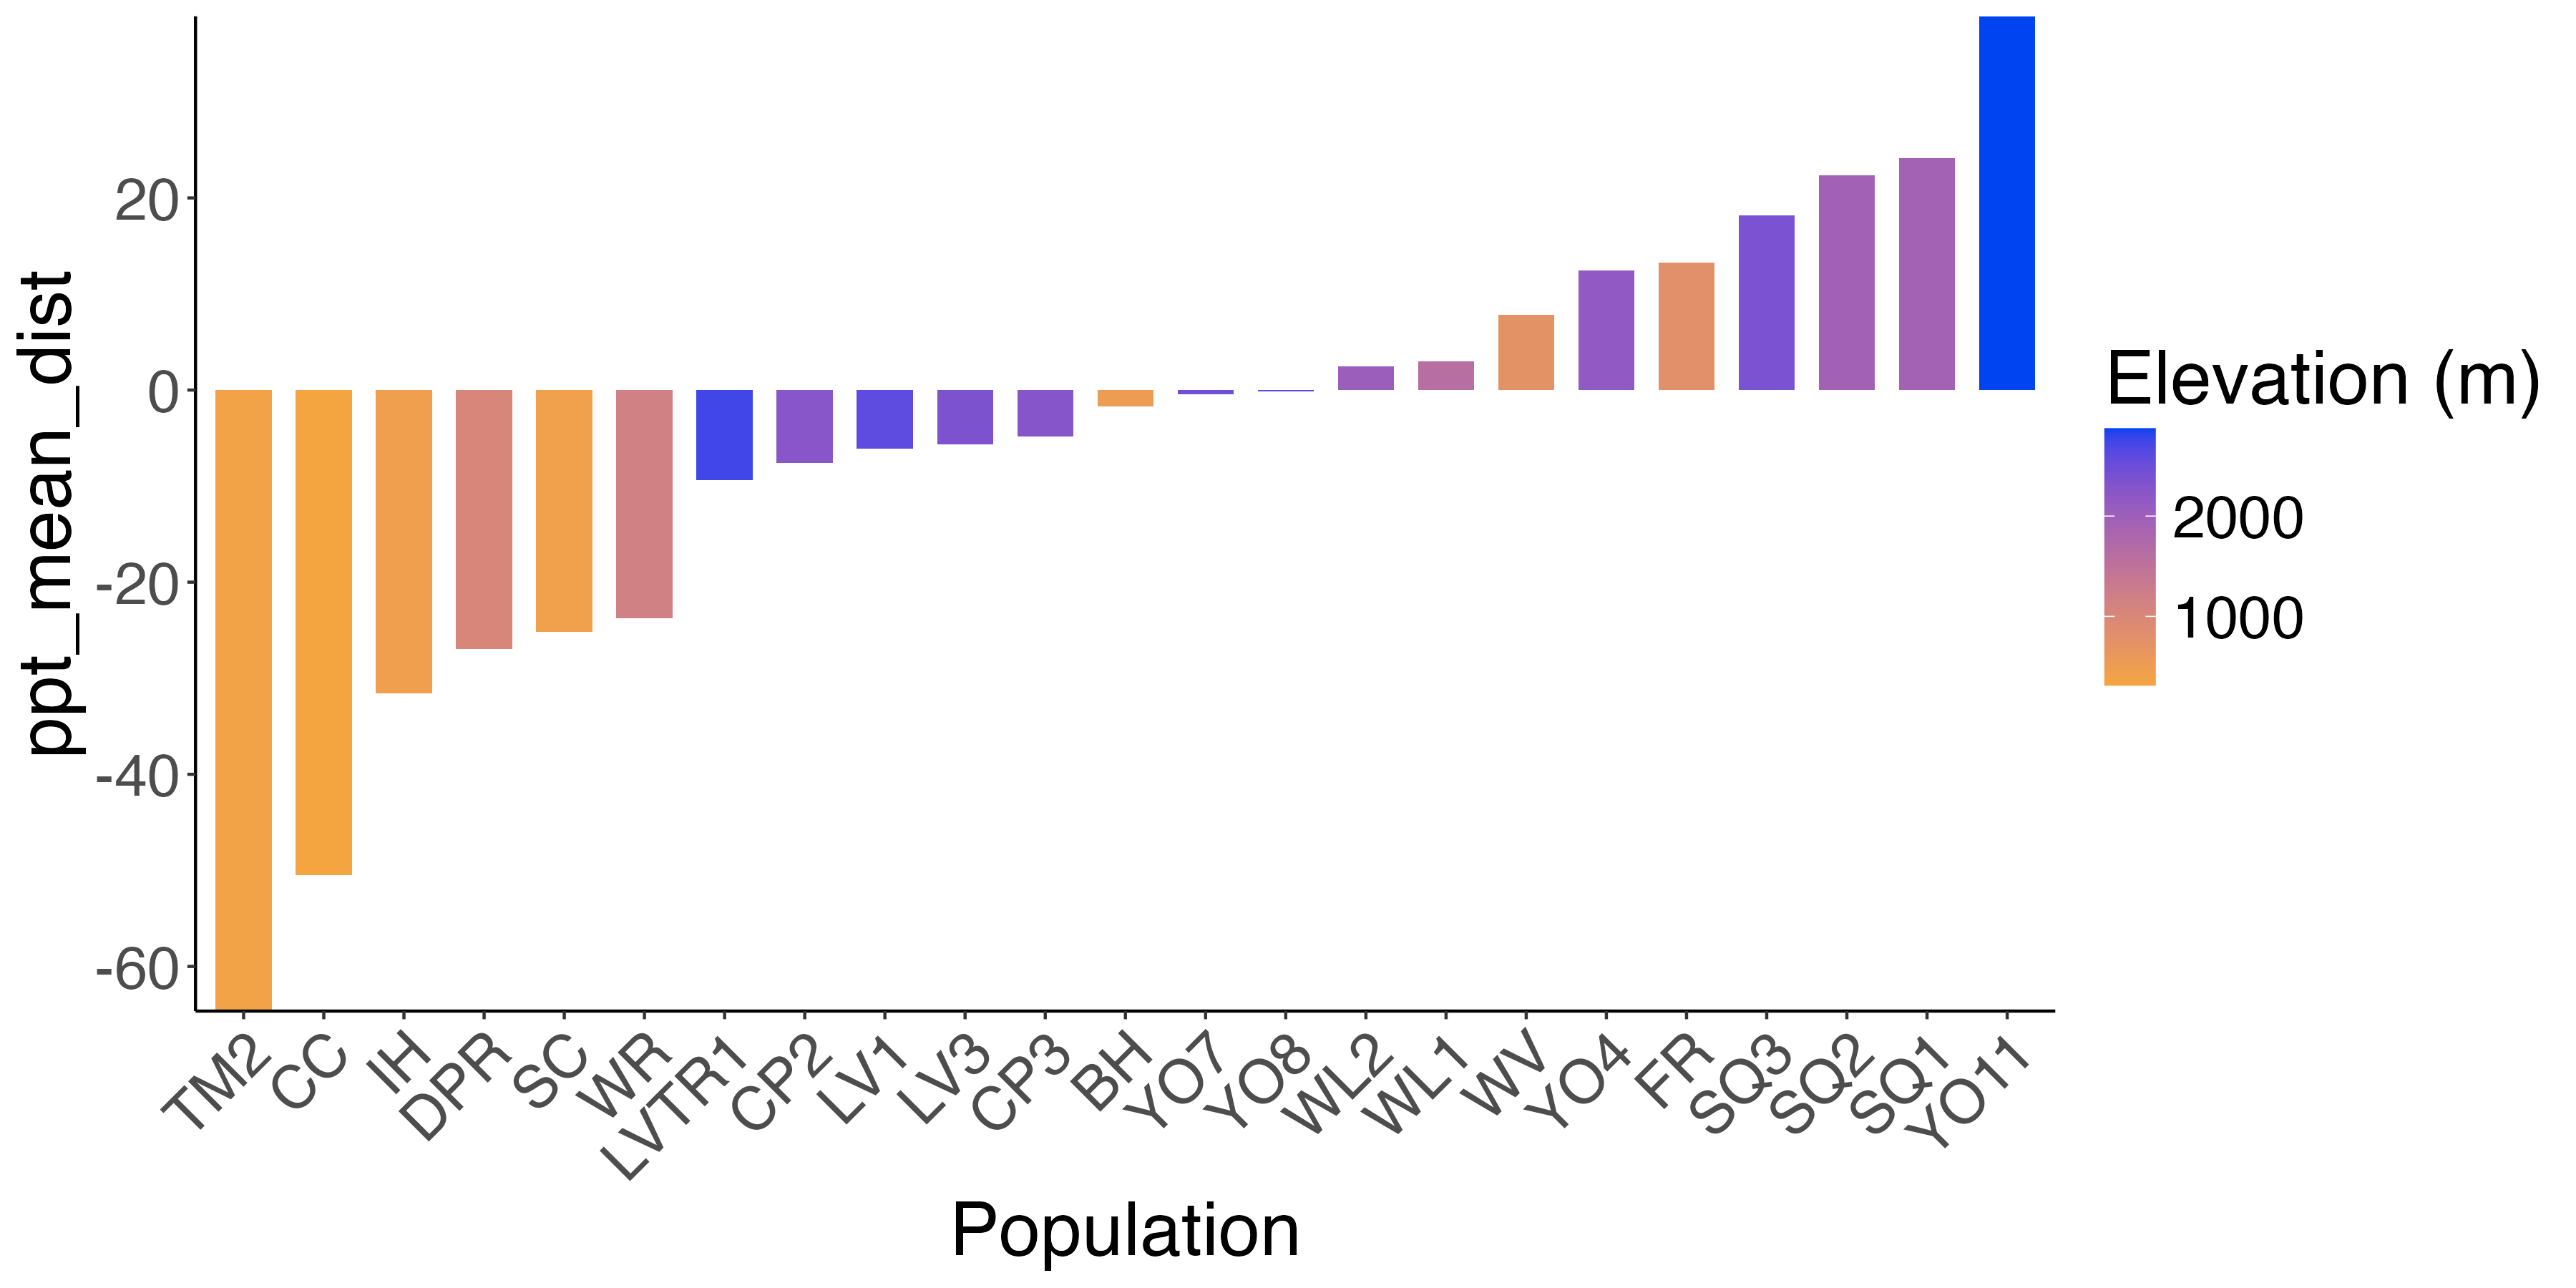 ppt_mean_dist
20
0
-20
-40
-60
TM2
CC
IH
DPR
SC
WR
LVTR1
CP2
LV1
LV3
CP3
BH
YO7
YO8
WL2
WL1
WV
YO4
FR
SQ3
SQ2
SQ1
YO11
Population
Elevation (m)
2000
1000